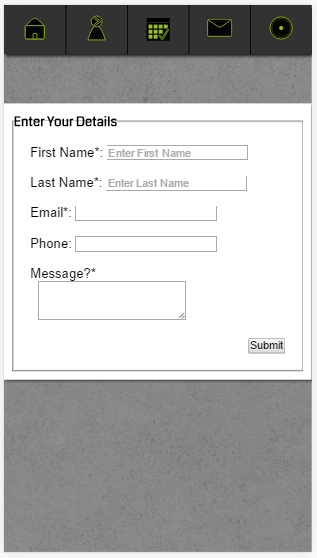 Enter Your Details
First Name*: Enter First Name
Last Name*: Enter Last Name
Email*:
Phone:
Message?*
Submit